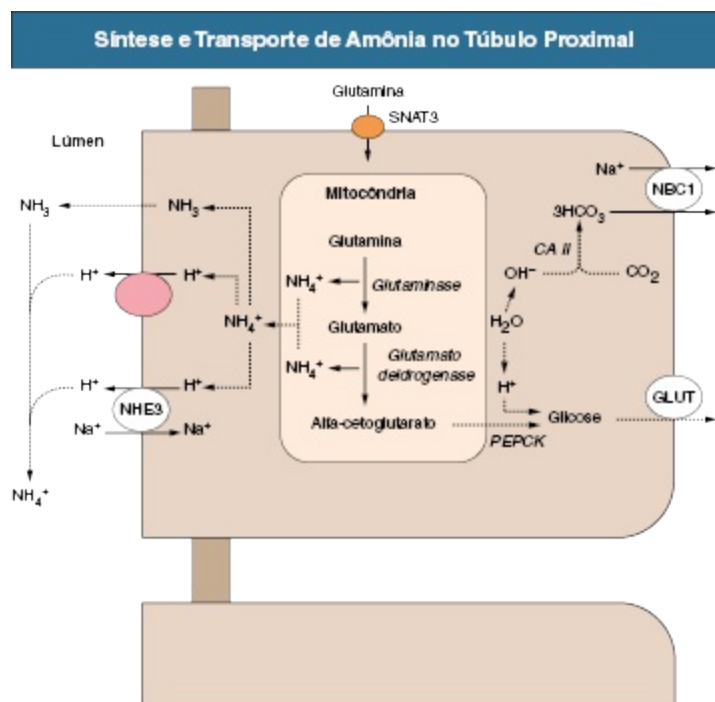 Síntese e Transporte de Amônia no Túbulo Proximal
Glutamina
SNAT3
Lúmen
Na⁺
NBC1
Mitocôndria
NH₃
NH₃
3HCO₃
Glutamina
CA II
H⁺
H⁺
NH₄⁺
Glutaminase
OH⁻
CO₂
NH₄⁺
Glutamato
H₂O
NH₄⁺
Glutamato
deidrogenase
H⁺
H⁺
H⁺
NHE3
GLUT
Na⁺
Na⁺
Alfa-cetoglutarato
Glicose
PEPCK
NH₄⁺